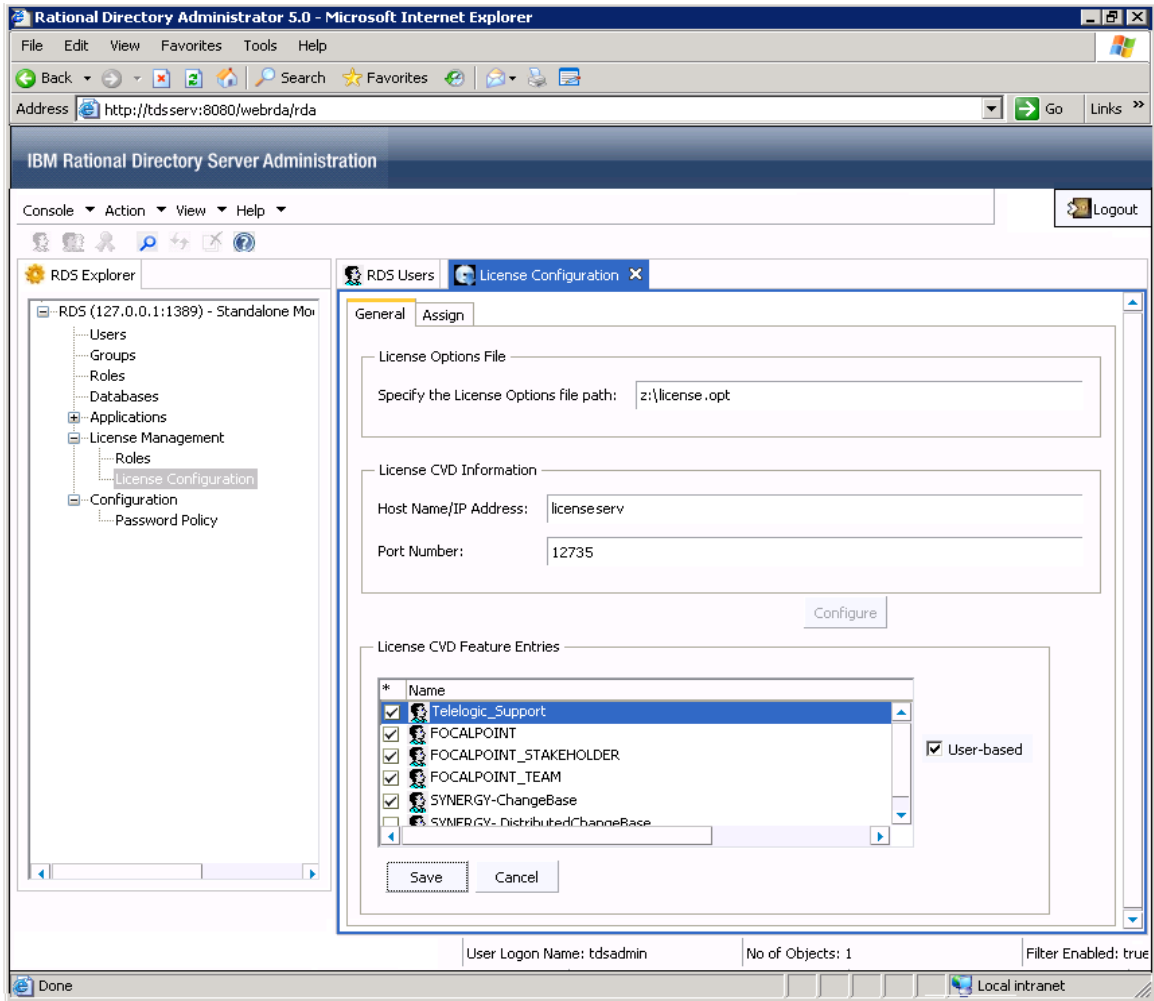 Rational Directory Administrator 5.0 - Microsoft Internet Explorer
File Edit View Favorites Tools Help
Back Search Favorites
Address http://tdsserv:8080/webrda/rda Go Links »
IBM Rational Directory Server Administration
Console Action View Help Logout
RDS Explorer
RDS (127.0.0.1:1389) - Standalone Mo
Users
Groups
Roles
Databases
Applications
License Management
Roles
License Configuration
Configuration
Password Policy
RDS Users License Configuration
General Assign
License Options File
Specify the License Options file path: z:\license.opt
License CVD Information
Host Name/IP Address: licenseserv
Port Number: 12735
Configure
License CVD Feature Entries
* Name
Telelogic_Support
FOCALPOINT
FOCALPOINT_STAKEHOLDER
FOCALPOINT_TEAM
SYNERGY-ChangeBase
SYNERGY- DistributedChangeBase
User-based
Save Cancel
User Logon Name: tdsadmin No of Objects: 1 Filter Enabled: true
Done Local intranet